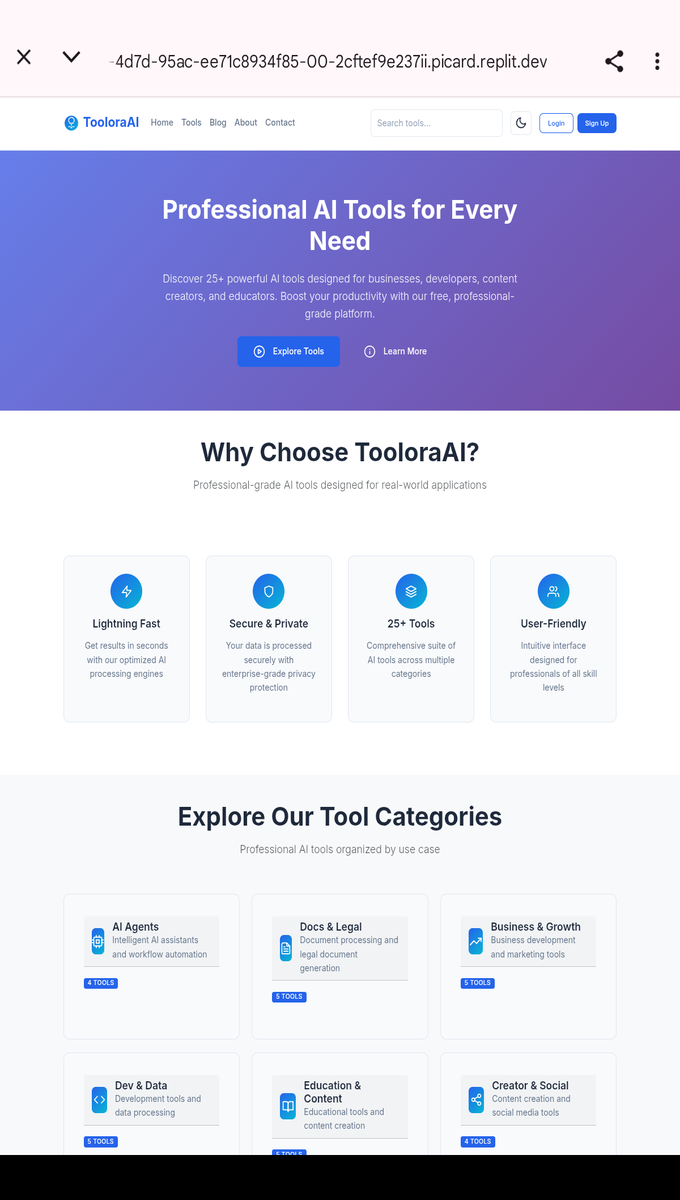 -4d7d-95ac-ee71c8934f85-00-2cftef9e237ii.picard.replit.dev
TooloraAI
Home Tools Blog About Contact
Search tools...
Login
Sign Up
Professional AI Tools for Every
Need
Discover 25+ powerful AI tools designed for businesses, developers, content
creators, and educators. Boost your productivity with our free, professional-
grade platform.
Explore Tools
Learn More
Why Choose TooloraAI?
Professional-grade AI tools designed for real-world applications
Lightning Fast
Get results in seconds
with our optimized AI
processing engines
Secure & Private
Your data is processed
securely with
enterprise-grade privacy
protection
25+ Tools
Comprehensive suite of
AI tools across multiple
categories
User-Friendly
Intuitive interface
designed for
professionals of all skill
levels
Explore Our Tool Categories
Professional AI tools organized by use case
AI Agents
Intelligent AI assistants
and workflow automation
4 TOOLS
Docs & Legal
Document processing and
legal document
generation
5 TOOLS
Business & Growth
Business development
and marketing tools
5 TOOLS
Dev & Data
Development tools and
data processing
5 TOOLS
Education &
Content
Educational tools and
content creation
5 TOOLS
Creator & Social
Content creation and
social media tools
4 TOOLS